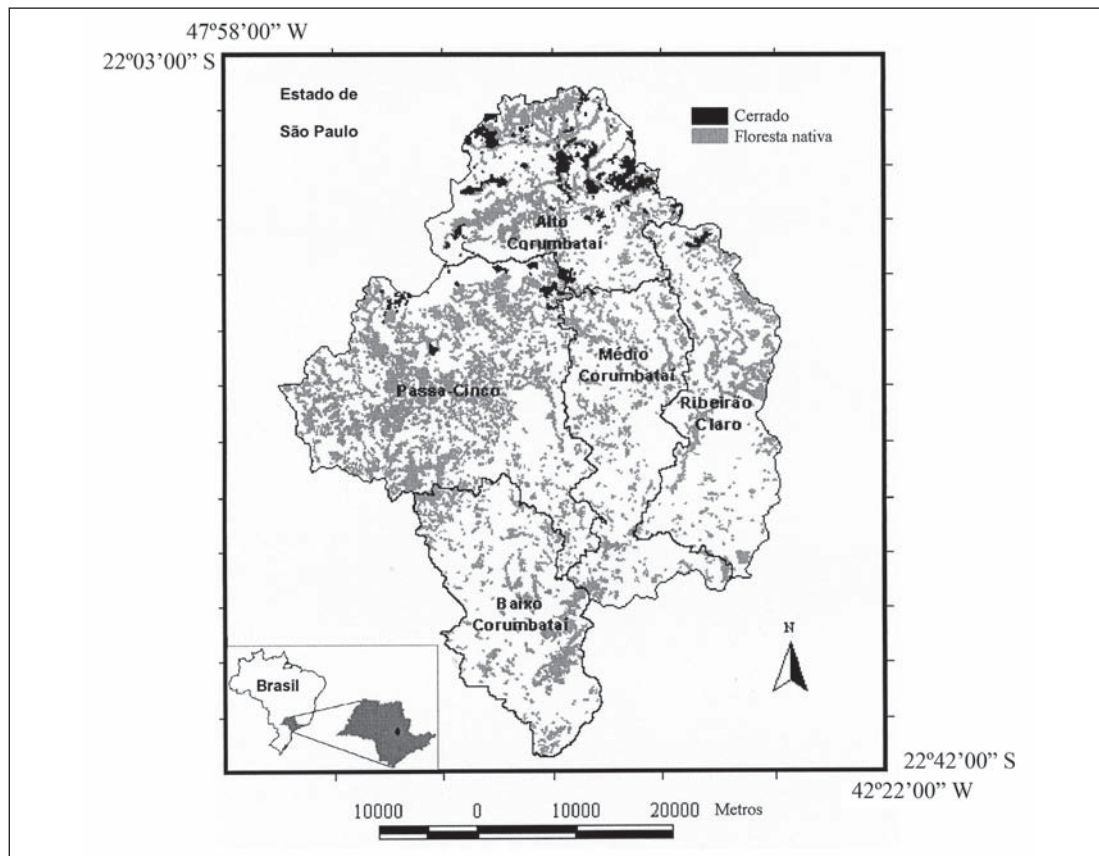 47º58’00” W
22º03’00” S
Estado de
São Paulo
Cerrado
Floresta nativa
Alto
Corumbataí
Médio
Corumbataí
Passa-Cinco
Ribeirão
Claro
Baixo
Corumbataí
N
Brasil
22º42’00” S
42º22’00” W
10000 0 10000 20000 Metros